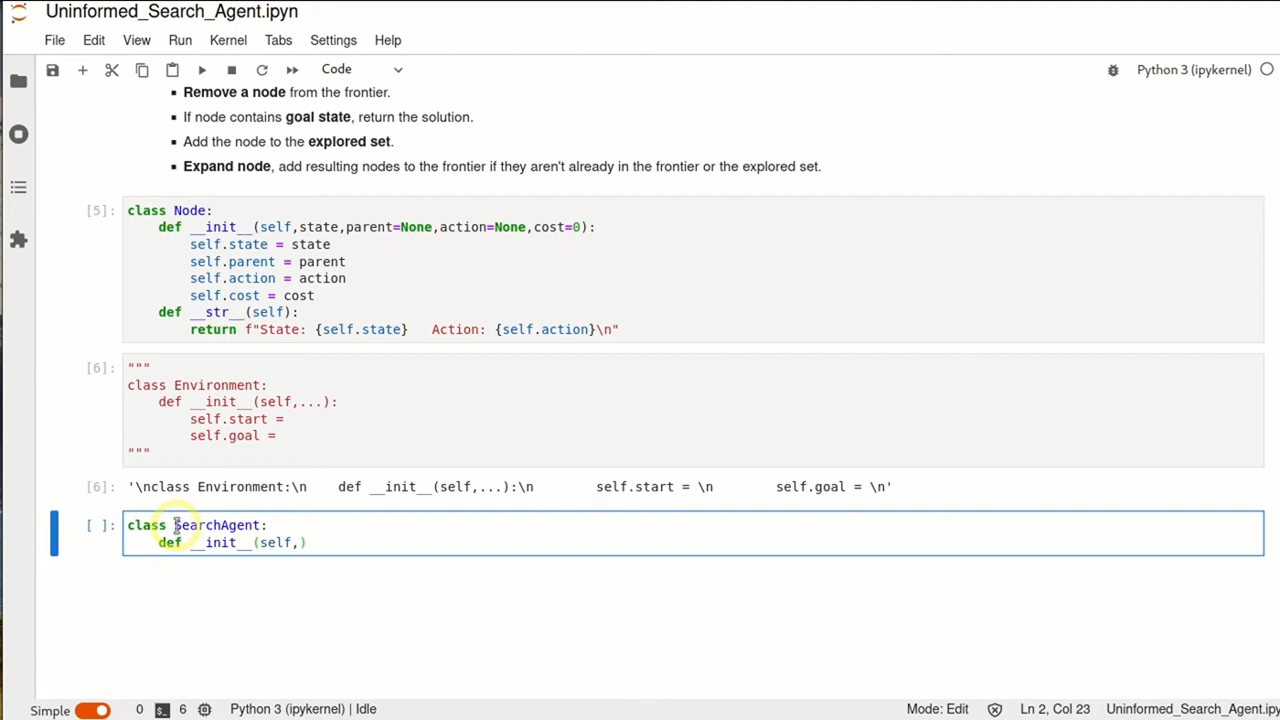 Uninformed_Search_Agent.ipyn
File Edit View Run Kernel Tabs Settings Help
Code Python 3 (ipykernel)
Remove a node from the frontier.
If node contains goal state, return the solution.
Add the node to the explored set.
Expand node, add resulting nodes to the frontier if they aren't already in the frontier or the explored set.
[5]: class Node:
def __init__(self,state,parent=None,action=None,cost=0):
self.state = state
self.parent = parent
self.action = action
self.cost = cost
def __str__(self):
return f"State: {self.state}   Action: {self.action}\n"
[6]: """
class Environment:
def __init__(self,...):
self.start =
self.goal =
"""
[6]: '\nclass Environment:\n    def __init__(self,...):\n        self.start = \n        self.goal = \n'
[ ]: class SearchAgent:
def __init__(self,)
Simple 0 6 Python 3 (ipykernel) | Idle Mode: Edit Ln 2, Col 23 Uninformed_Search_Agent.ipy